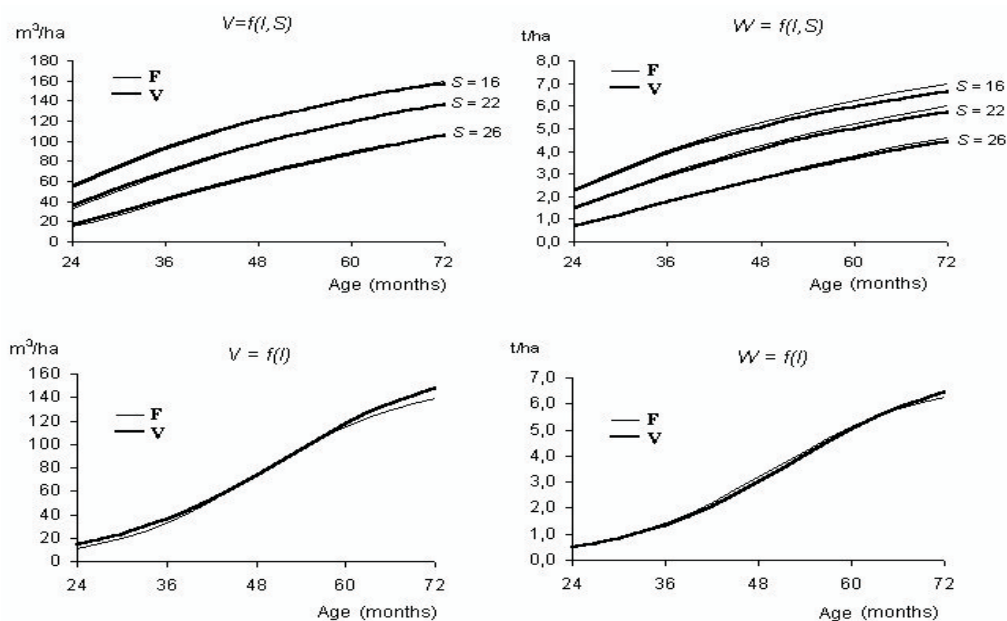 V=f(I,S)
m³/ha
180
160
140
120
100
80
60
40
20
0
F
V
S = 16
S = 22
S = 26
24 36 48 60 72
Age (months)
W = f(I,S)
t/ha
8,0
7,0
6,0
5,0
4,0
3,0
2,0
1,0
0,0
F
V
S = 16
S = 22
S = 26
24 36 48 60 72
Age (months)
V = f(I)
m³/ha
160
140
120
100
80
60
40
20
0
F
V
24 36 48 60 72
Age (months)
W = f(I)
t/ha
7,0
6,0
5,0
4,0
3,0
2,0
1,0
0,0
F
V
24 36 48 60 72
Age (months)